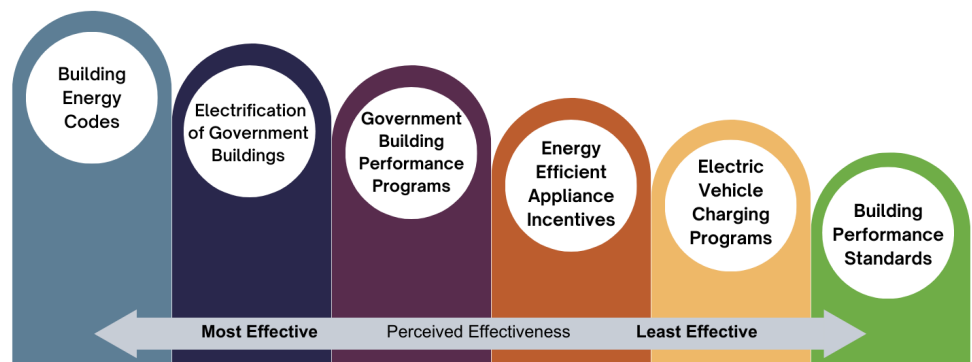 Building
Energy
Codes
Electrification
of Government
Buildings
Government
Building
Performance
Programs
Energy
Efficient
Appliance
Incentives
Electric
Vehicle
Charging
Programs
Building
Performance
Standards
Most Effective
Perceived Effectiveness
Least Effective